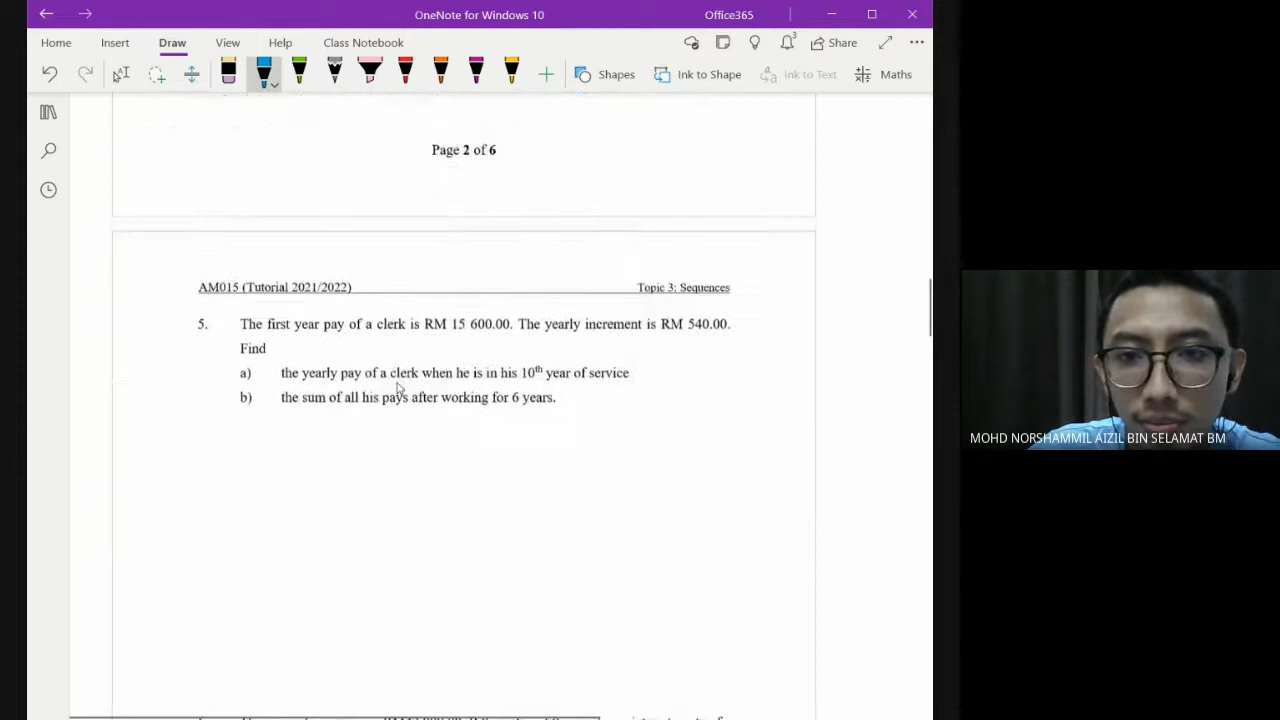 OneNote for Windows 10
Office365
Home Insert Draw View Help Class Notebook
3
Share
Shapes Ink to Shape Ink to Text Maths
Page 2 of 6
AM015 (Tutorial 2021/2022) Topic 3: Sequences
5. The first year pay of a clerk is RM 15 600.00. The yearly increment is RM 540.00.
Find
a) the yearly pay of a clerk when he is in his 10th year of service
b) the sum of all his pays after working for 6 years.
MOHD NORSHAMMIL AIZIL BIN SELAMAT BM